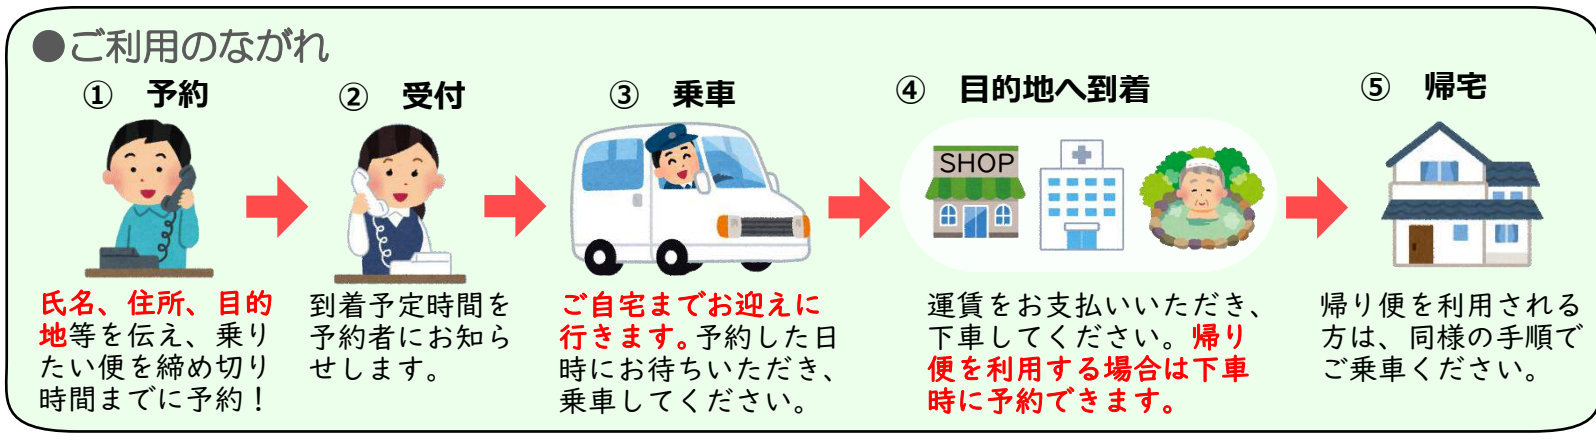 ●ご利用のながれ
① 予約
氏名、住所、目的
地等を伝え、乗り
たい便を締め切り
時間までに予約！
② 受付
到着予定時間を
予約者にお知ら
せします。
③ 乗車
ご自宅までお迎えに
行きます。予約した日
時にお待ちいただき、
乗車してください。
④ 目的地へ到着
SHOP
運賃をお支払いいただき、
下車してください。帰り
便を利用する場合は下車
時に予約できます。
⑤ 帰宅
帰り便を利用される
方は、同様の手順で
ご乗車ください。